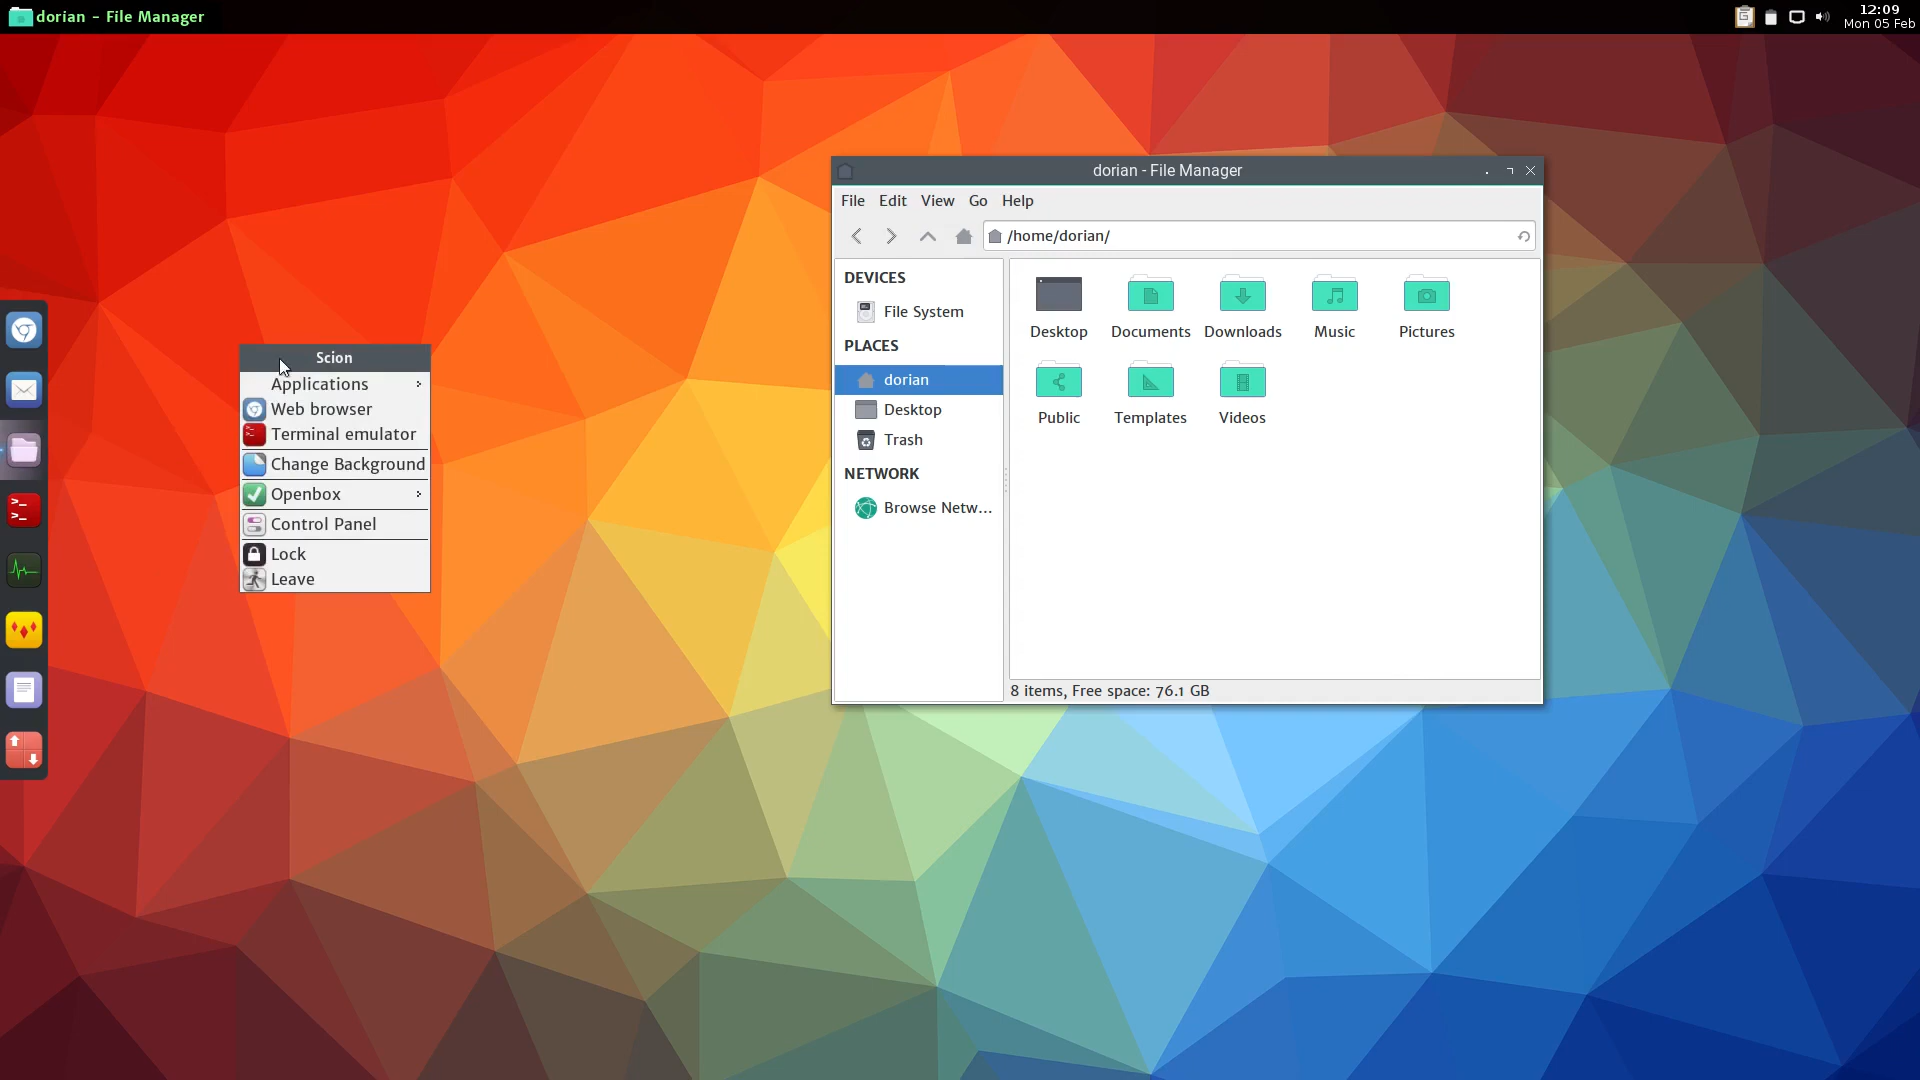 dorian - File Manager
12:09
Mon 05 Feb
dorian - File Manager
File Edit View Go Help
/home/dorian/
DEVICES
File System
PLACES
dorian
Desktop
Trash
NETWORK
Browse Netw...
Desktop Documents Downloads Music Pictures
Public Templates Videos
8 items, Free space: 76.1 GB
Scion
Applications
Web browser
Terminal emulator
Change Background
Openbox
Control Panel
Lock
Leave